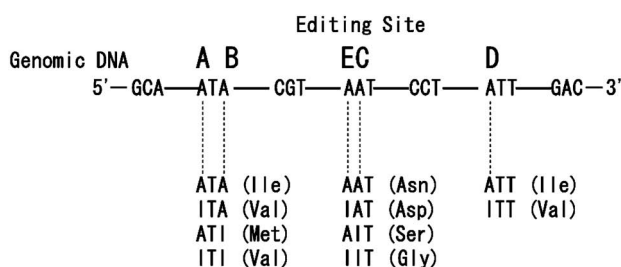 Editing Site
Genomic DNA A B EC D
5'— GCA — ATA — CGT — AAT — CCT — ATT — GAC — 3'
ATA (Ile) AAT (Asn) ATT (Ile)
ITA (Val) IAT (Asp) ITT (Val)
ATI (Met) AIT (Ser)
ITI (Val) IIT (Gly)